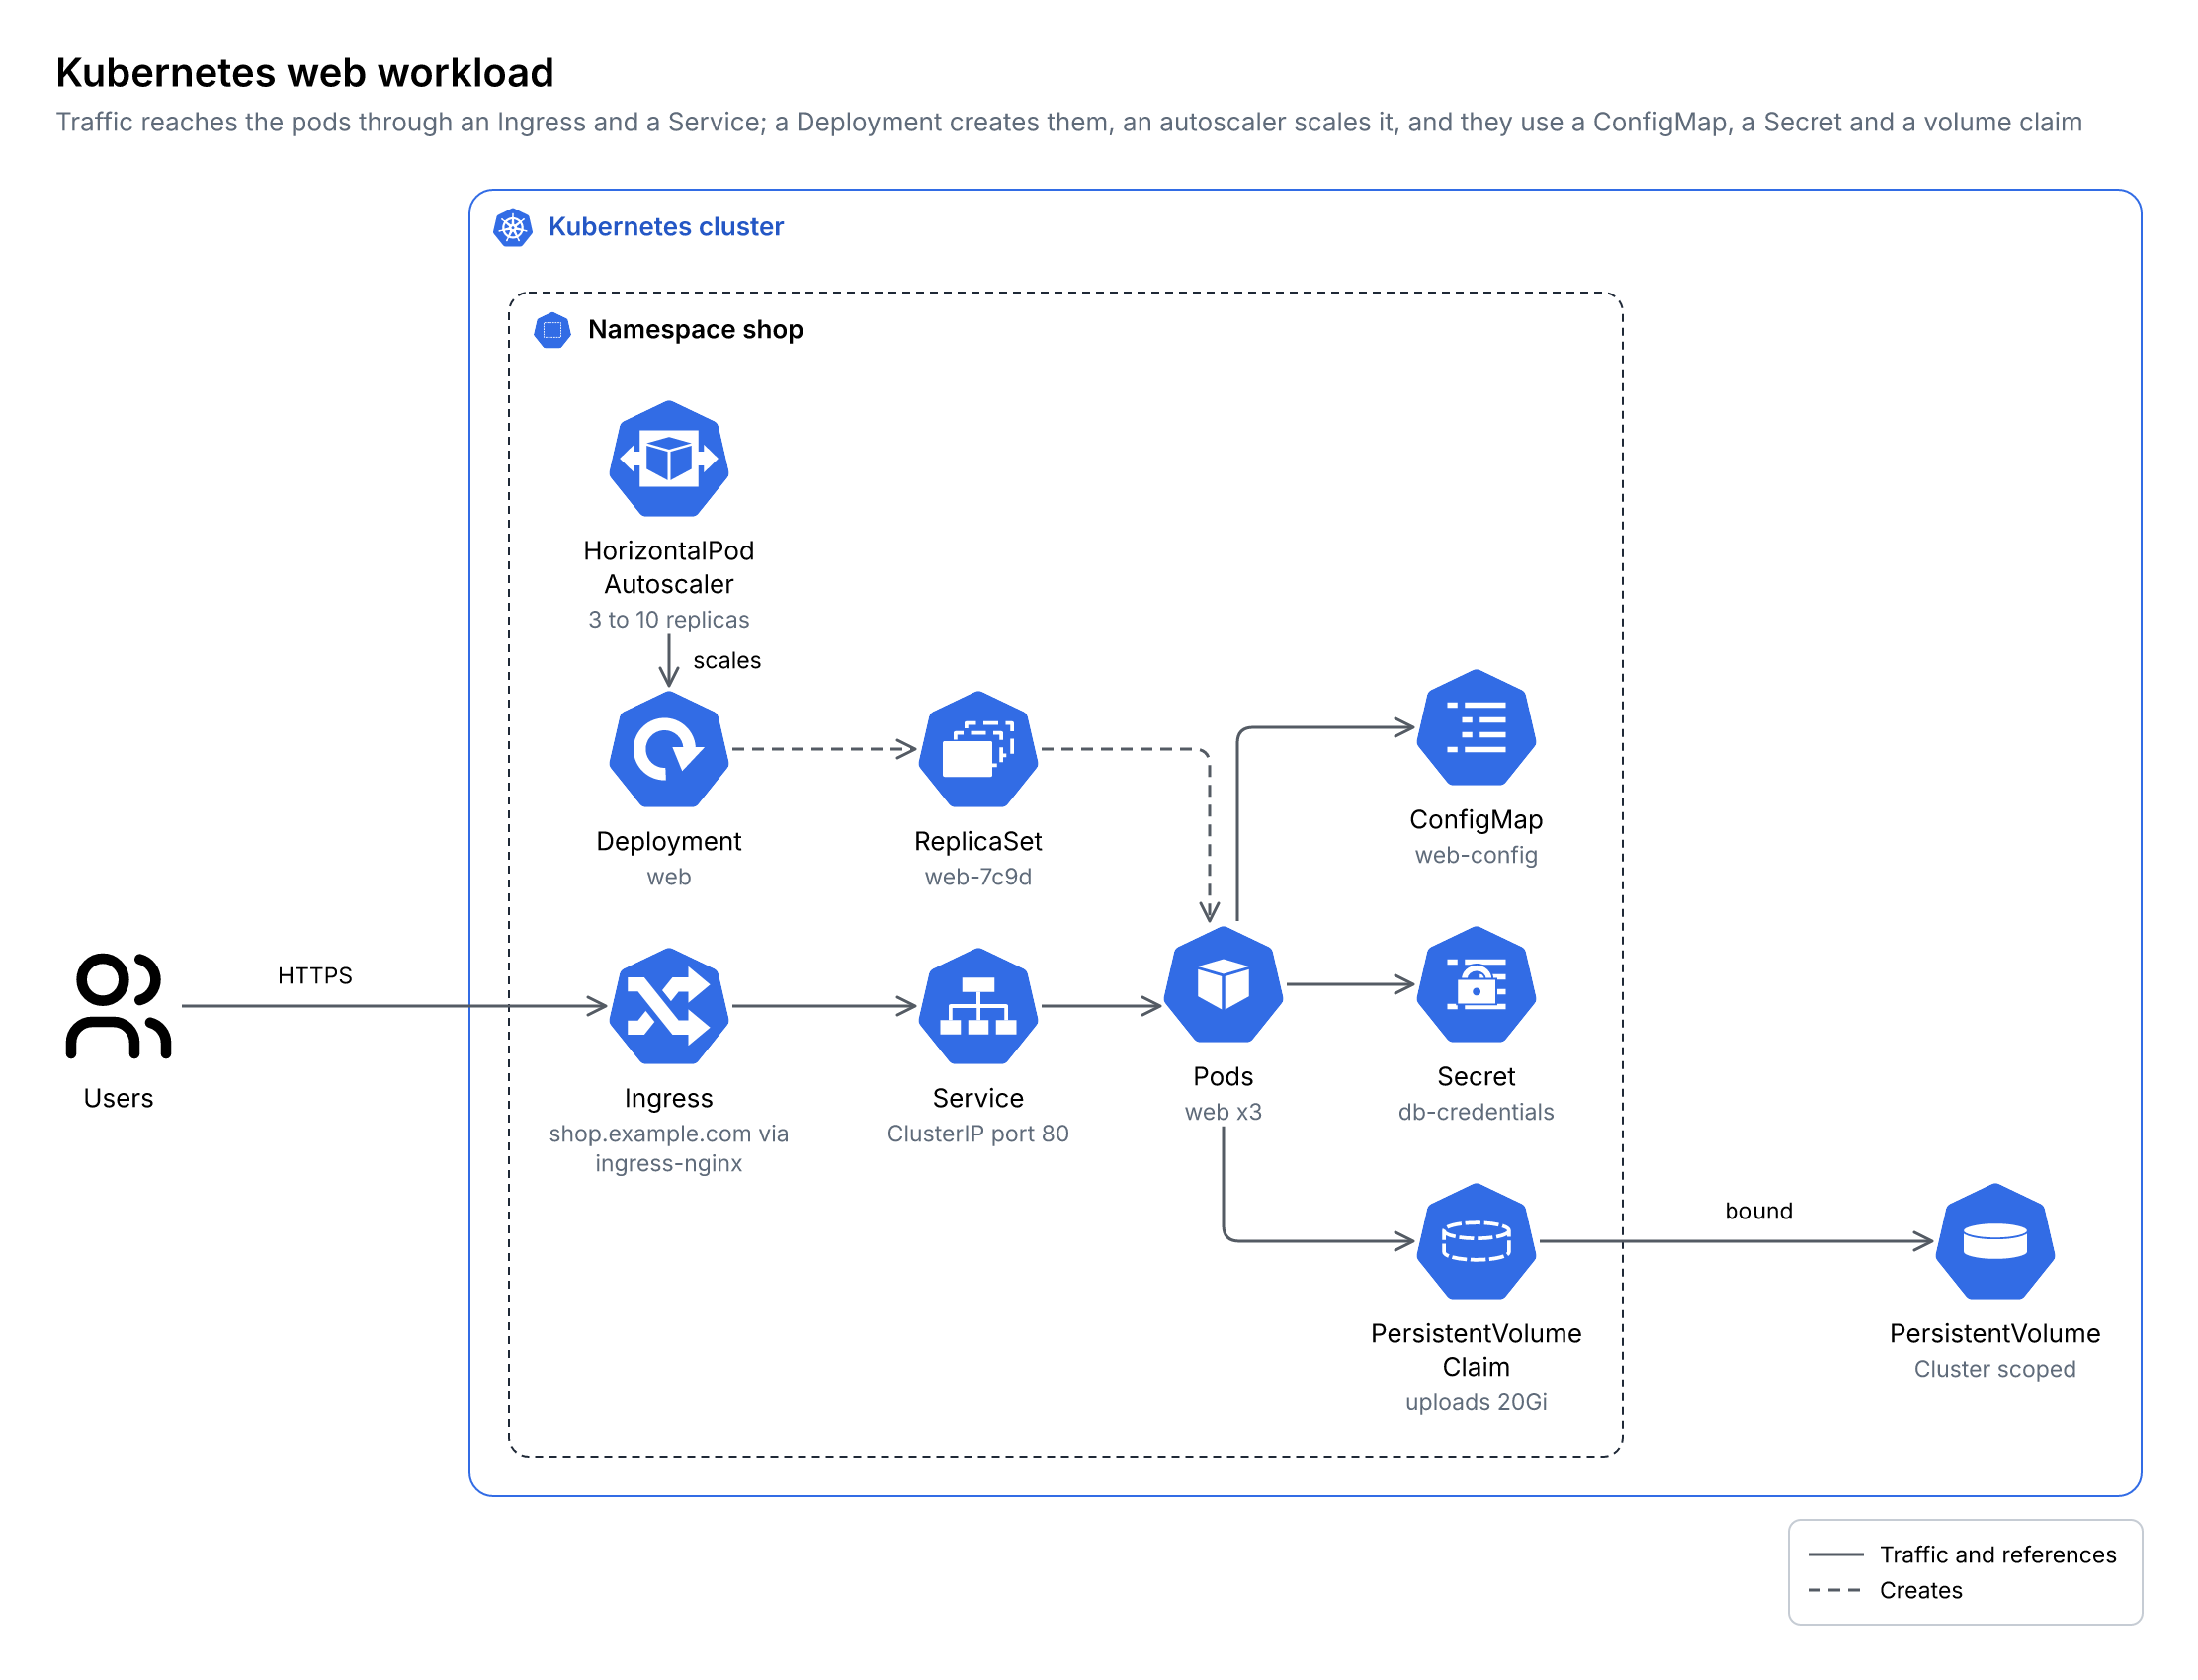 Kubernetes web workload
Traffic reaches the pods through an Ingress and a Service; a Deployment creates them, an autoscaler scales it, and they use a ConfigMap, a Secret and a volume claim
Kubernetes cluster
Namespace shop
HorizontalPod
Autoscaler
3 to 10 replicas
scales
Deployment
web
ReplicaSet
web-7c9d
ConfigMap
web-config
HTTPS
Users
Ingress
shop.example.com via
ingress-nginx
Service
ClusterIP port 80
Pods
web x3
Secret
db-credentials
bound
PersistentVolume
Claim
uploads 20Gi
PersistentVolume
Cluster scoped
Traffic and references
Creates